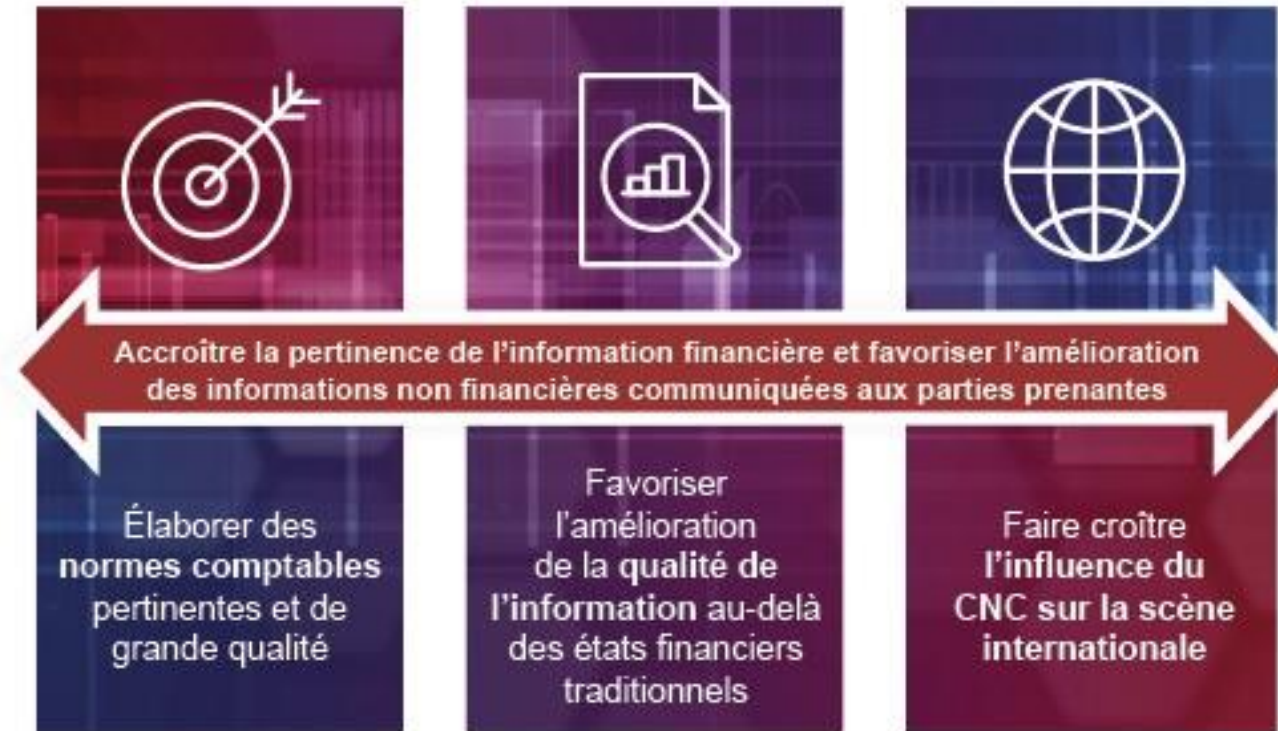 Accroître la pertinence de l’information financière et favoriser l’amélioration
des informations non financières communiquées aux parties prenantes
Élaborer des
normes comptables
pertinentes et de
grande qualité
Favoriser
l’amélioration
de la qualité de
l’information au-delà
des états financiers
traditionnels
Faire croître
l’influence du
CNC sur la scène
internationale